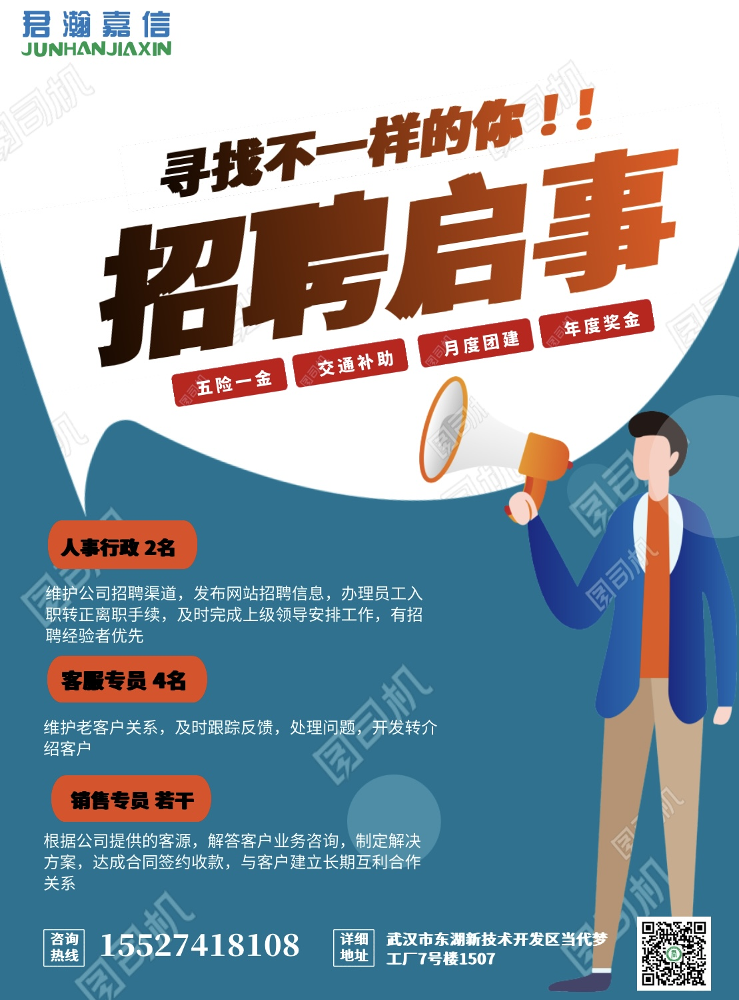 君瀚嘉信
JUNHANJIAXIN
寻找不一样的你！！
招聘启事
五险一金
交通补助
月度团建
年度奖金
人事行政 2名
维护公司招聘渠道，发布网站招聘信息，办理员工入
职转正离职手续，及时完成上级领导安排工作，有招
聘经验者优先
客服专员 4名
维护老客户关系，及时跟踪反馈，处理问题，开发转介
绍客户
销售专员 若干
根据公司提供的客源，解答客户业务咨询，制定解决
方案，达成合同签约收款，与客户建立长期互利合作
关系
咨询
热线
15527418108
详细
地址
武汉市东湖新技术开发区当代梦
工厂7号楼1507
图司机